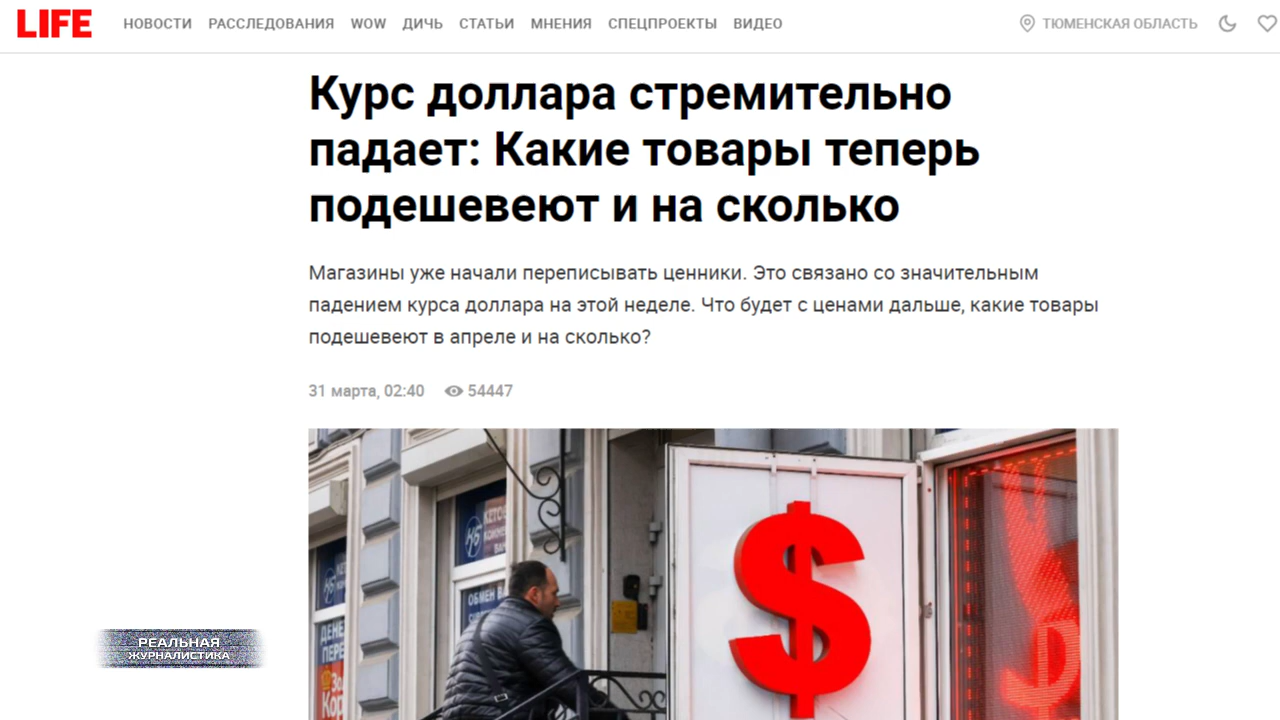 LIFE НОВОСТИ РАССЛЕДОВАНИЯ WOW ДИЧЬ СТАТЬИ МНЕНИЯ СПЕЦПРОЕКТЫ ВИДЕО ТЮМЕНСКАЯ ОБЛАСТЬ
Курс доллара стремительно
падает: Какие товары теперь
подешевеют и на сколько
Магазины уже начали переписывать ценники. Это связано со значительным
падением курса доллара на этой неделе. Что будет с ценами дальше, какие товары
подешевеют в апреле и на сколько?
31 марта, 02:40 54447
КБ
ОБМЕН
$
РЕАЛЬНАЯ
ЖУРНАЛИСТИКА